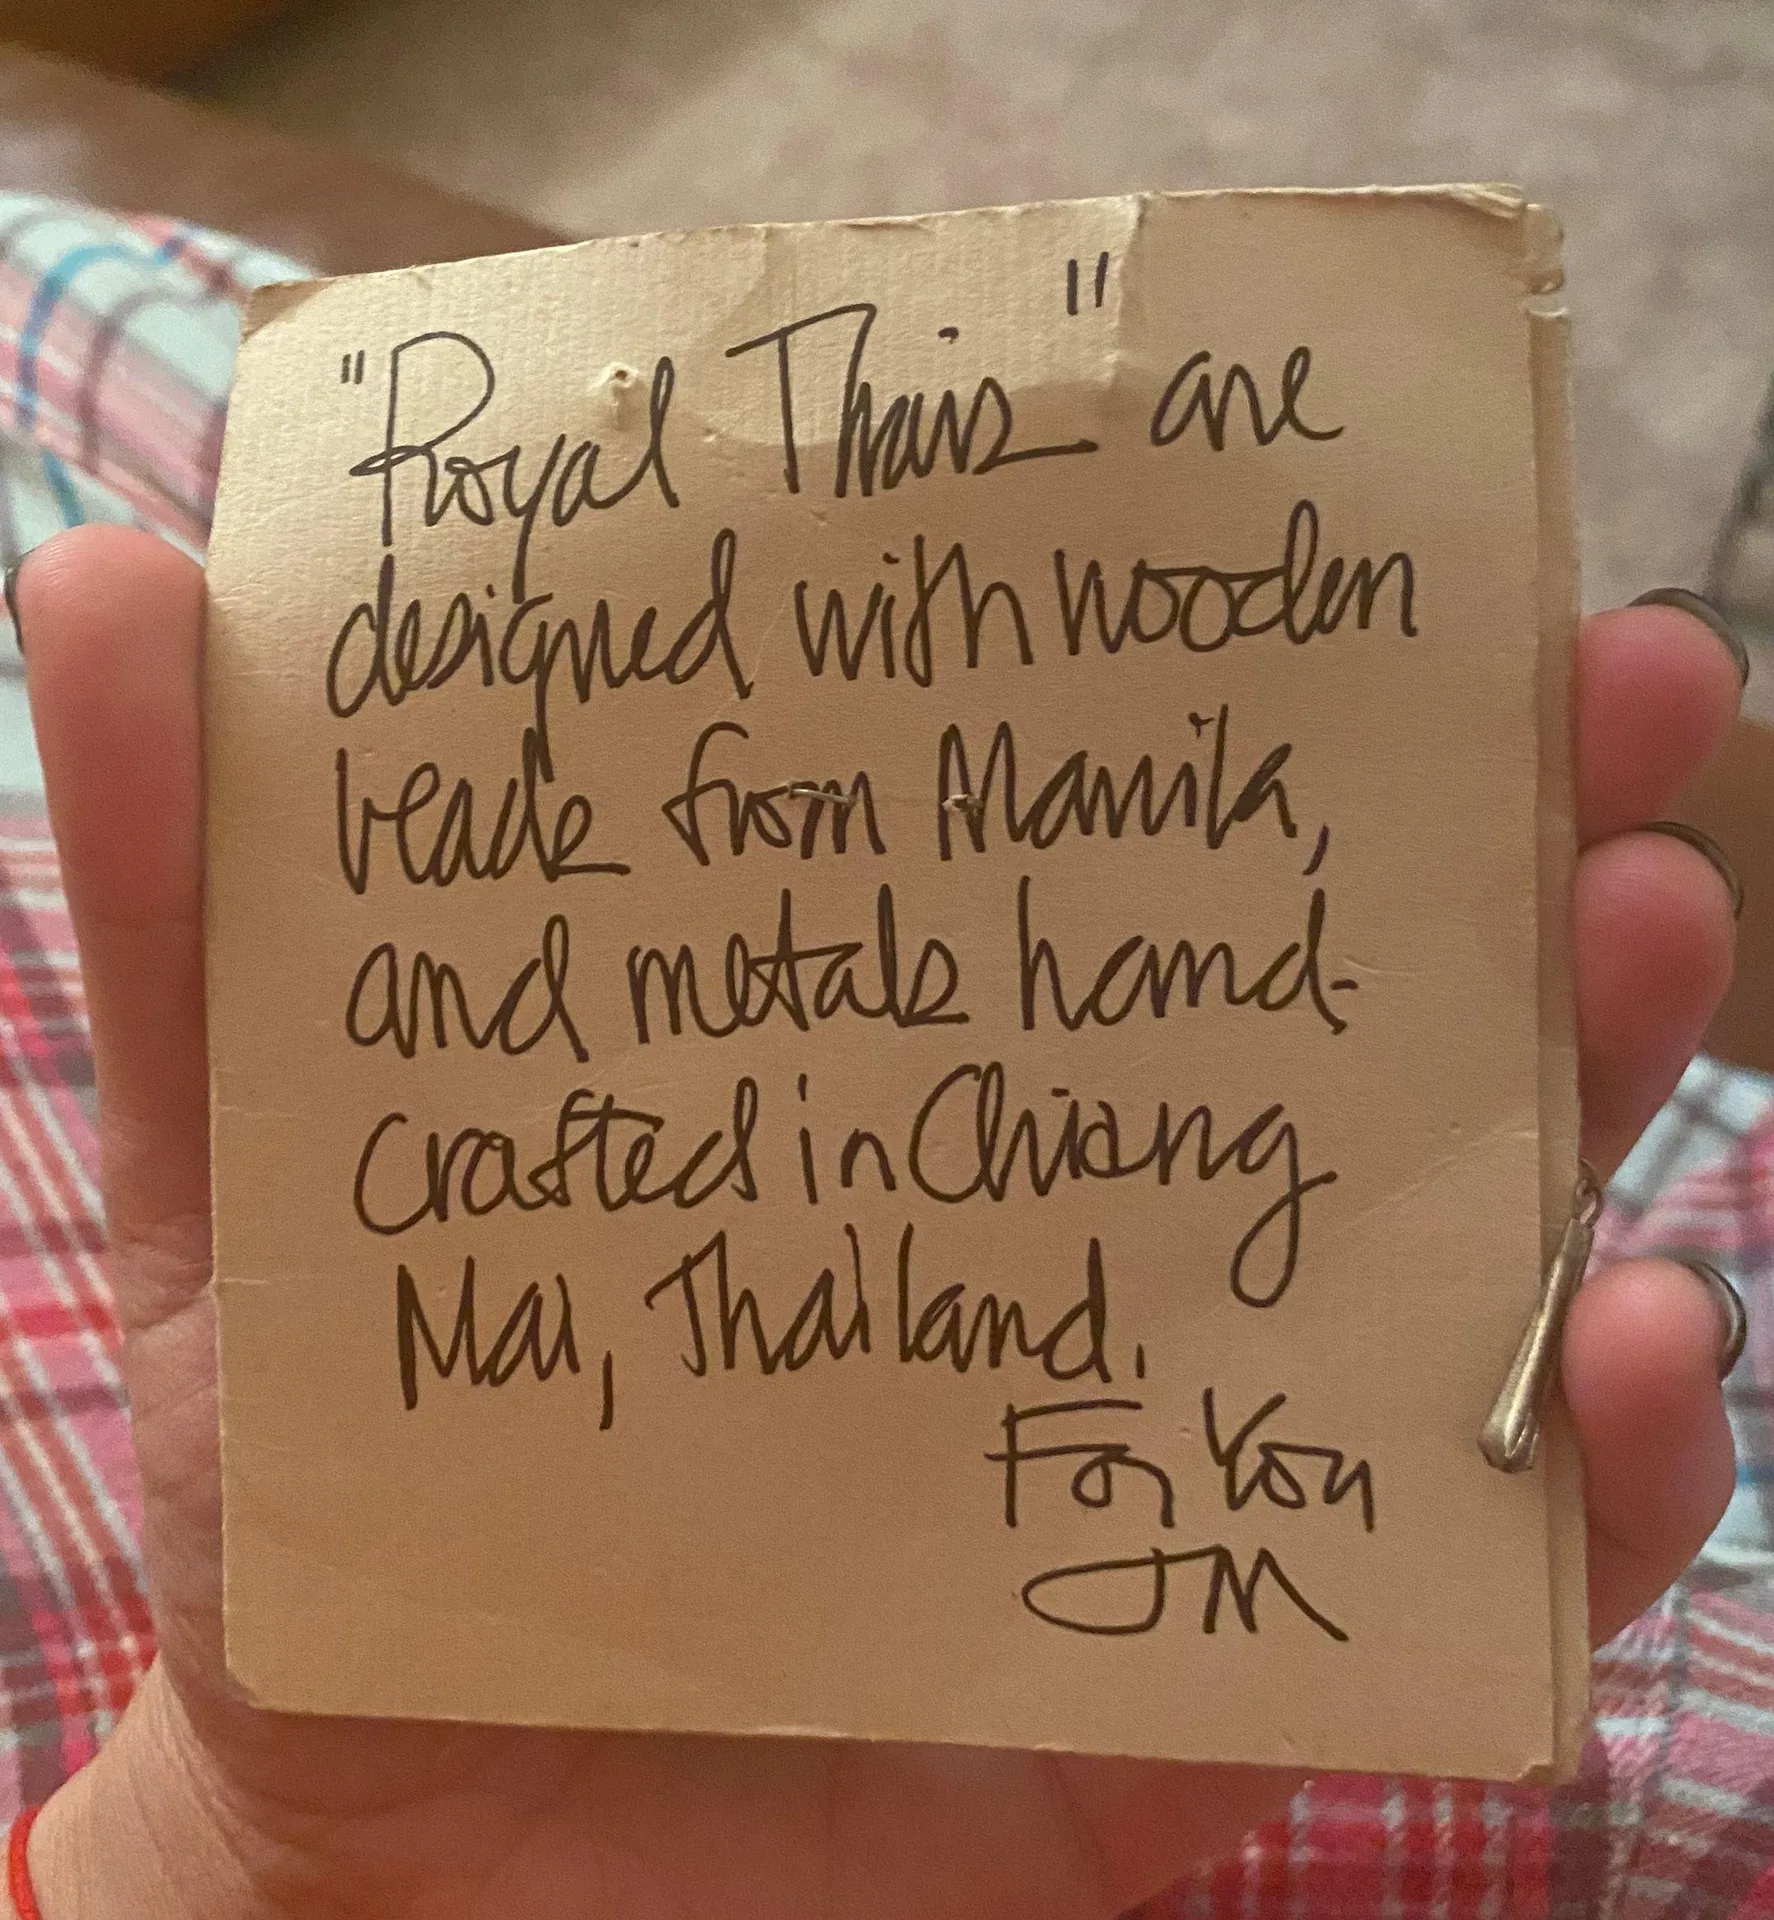 "Royal Thais" are
designed with wooden
beads from Manila,
and metals hand-
crafted in Chiang
Mai, Thailand.
For You
JM